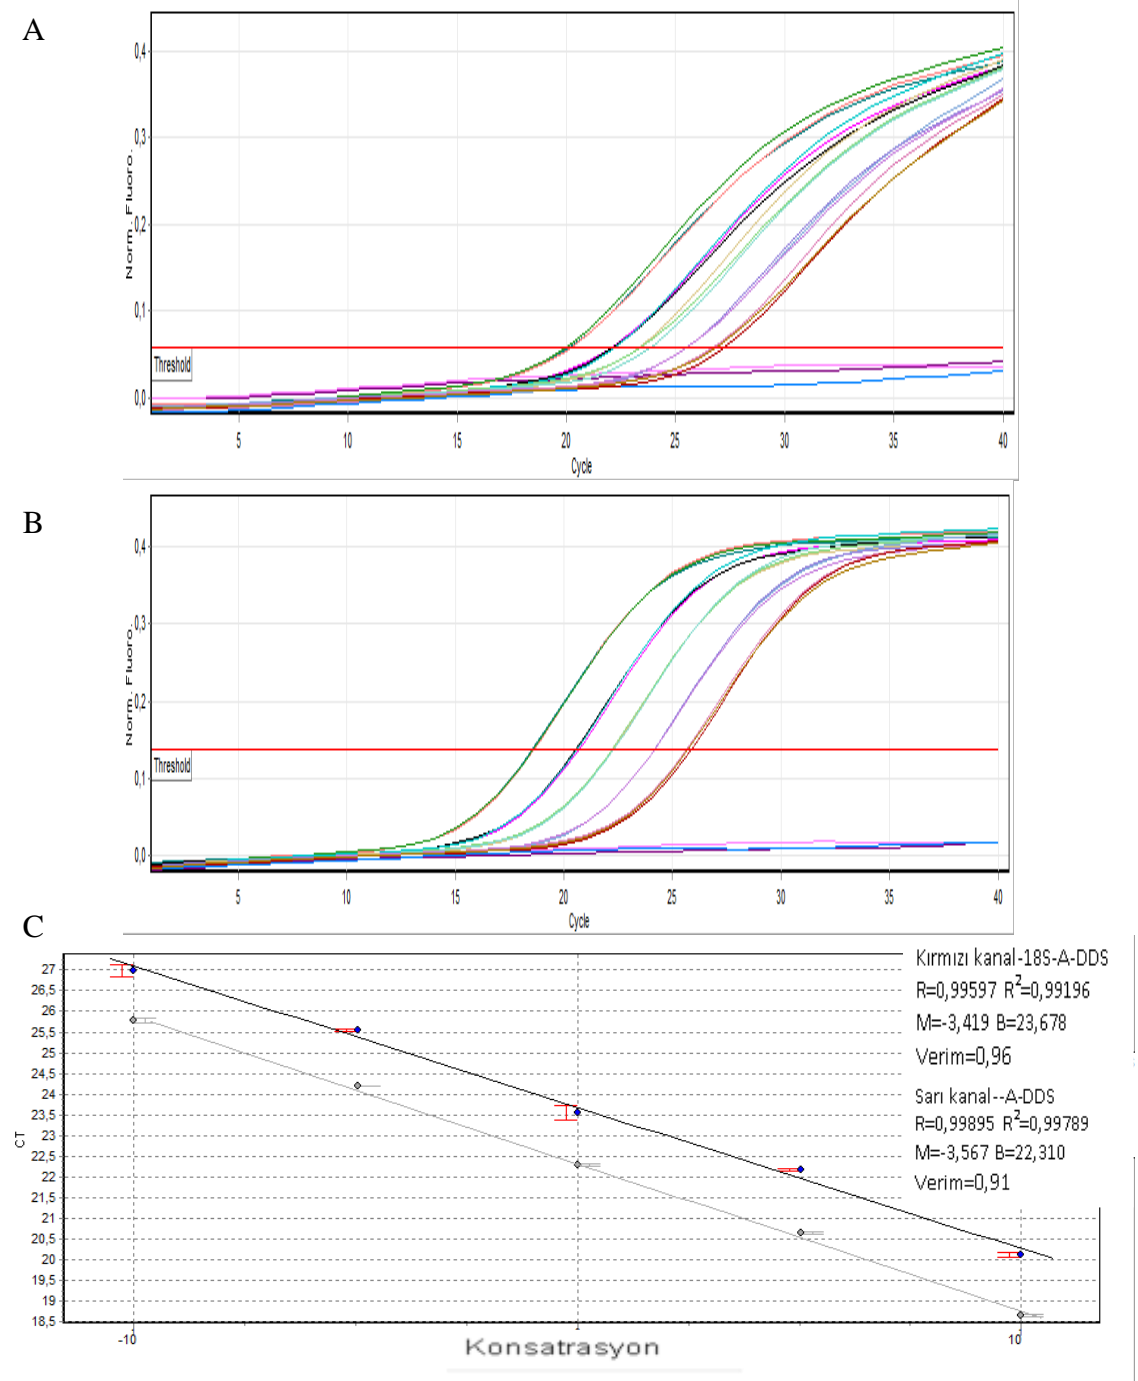 A
0,4
0,3
0,2
0,1
0,0
Norm. Fluoro.
Threshold
5 10 15 20 25 30 35 40
Cycle
B
0,4
0,3
0,2
0,1
0,0
Norm. Fluoro.
Threshold
5 10 15 20 25 30 35 40
Cycle
C
27
26,5
26
25,5
25
24,5
24
23,5
23
22,5
22
21,5
21
20,5
20
19,5
19
18,5
CT
Kırmızı kanal-18S-A-DDS
R=0,99597 R²=0,99196
M=-3,419 B=23,678
Verim=0,96
Sarı kanal--A-DDS
R=0,99895 R²=0,99789
M=-3,567 B=22,310
Verim=0,91
-10 10
Konsatrasyon